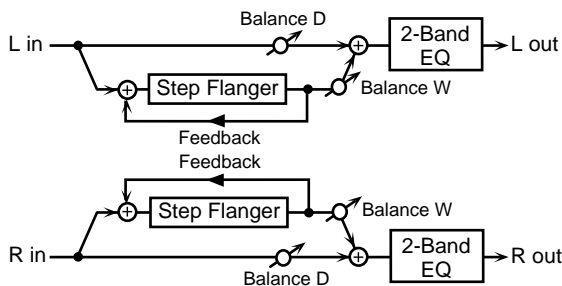 Balance D
L in
2-Band
EQ
L out
Step Flanger
Balance W
Feedback
Feedback
Step Flanger
Balance W
R in
2-Band
EQ
R out
Balance D